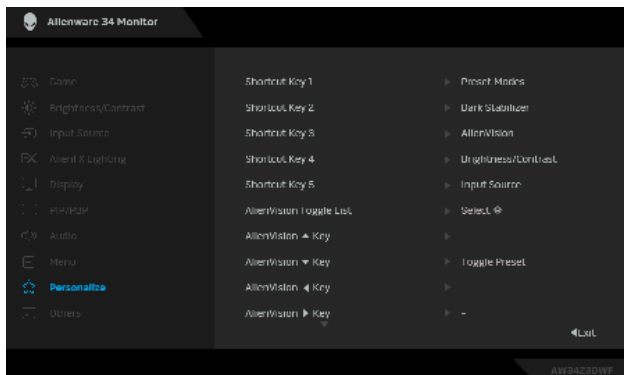 Alienware 34 Monitor
Game
Brightness/Contrast
Input Source
AlienFX Lighting
Display
PIP/PBP
Audio
Menu
Personalize
Others
Shortcut Key 1 Preset Modes
Shortcut Key 2 Dark Stabilizer
Shortcut Key 3 AlienVision
Shortcut Key 4 Brightness/Contrast
Shortcut Key 5 Input Source
AlienVision Toggle List Select
AlienVision ▲ Key
AlienVision ▼ Key Toggle Preset
AlienVision ◀ Key
AlienVision ▶ Key -
◀Exit
AW3423DWF